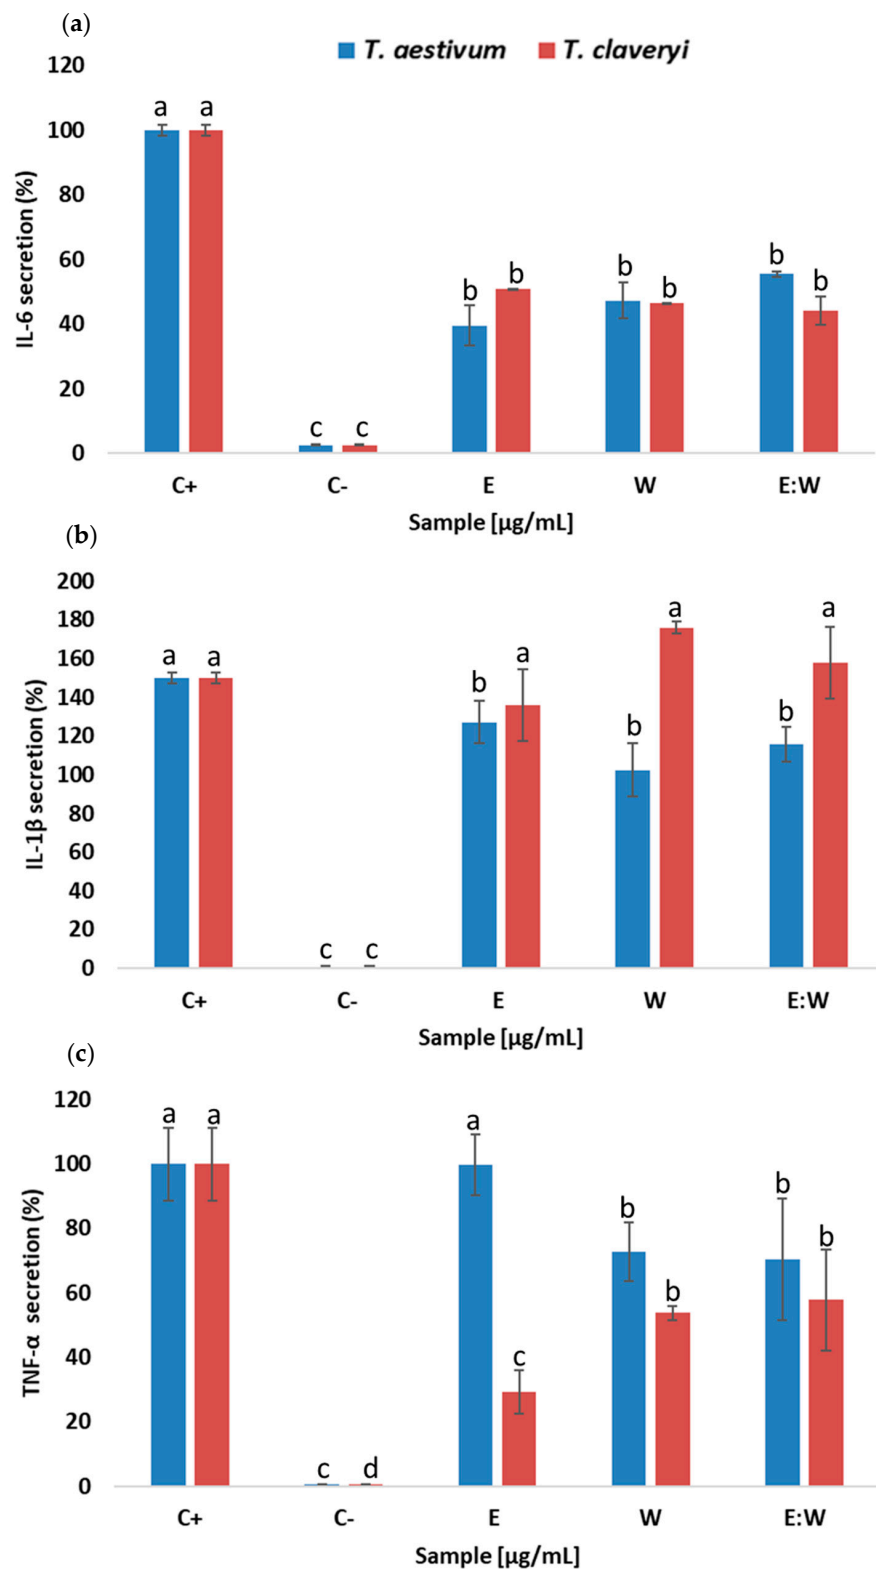 (a)
T. aestivum T. claveryi
120
100
80
60
40
20
0
IL-6 secretion (%)
a a
c c
b b
b b
b b
C+ C- E W E:W
Sample [µg/mL]
(b)
200
180
160
140
120
100
80
60
40
20
0
IL-1β secretion (%)
a a
c c
b a
b a
b a
C+ C- E W E:W
Sample [µg/mL]
(c)
120
100
80
60
40
20
0
TNF-α secretion (%)
a a
c d
a c
b b
b b
C+ C- E W E:W
Sample [µg/mL]